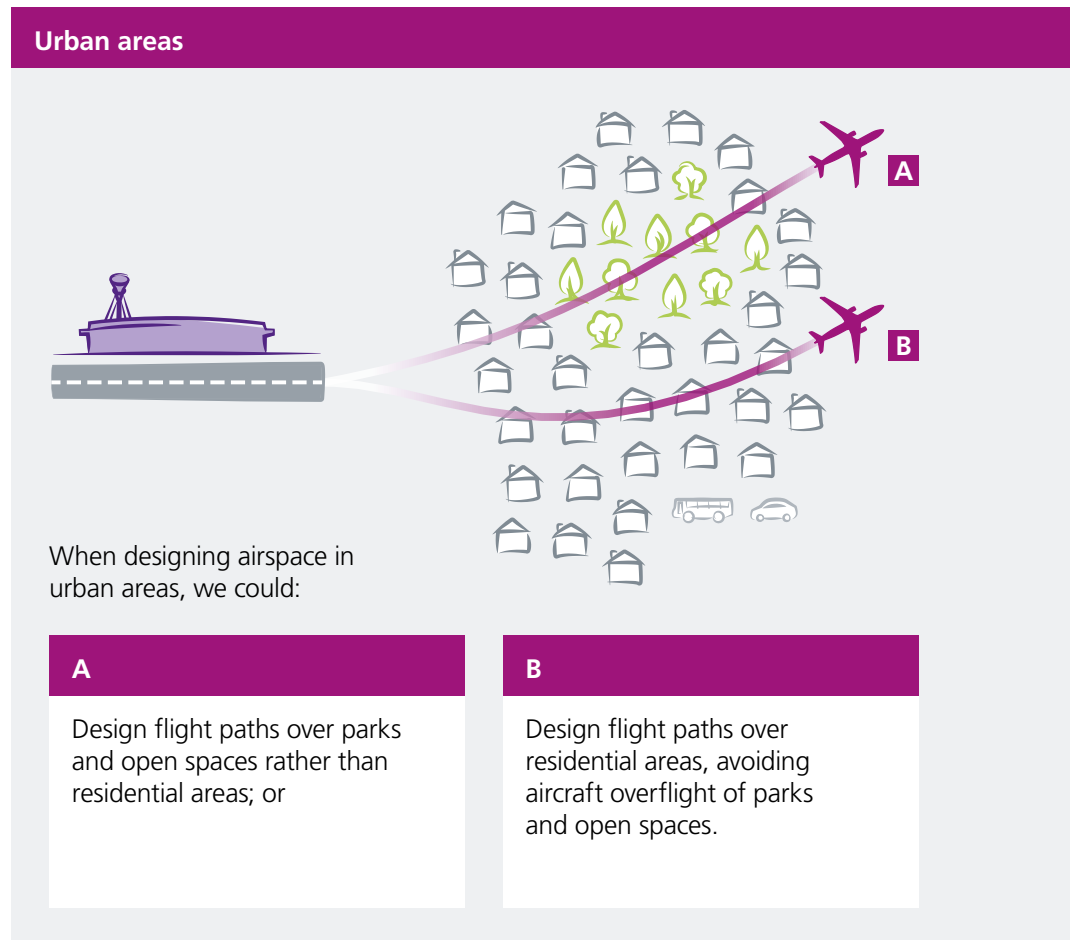 Urban areas
A
B
When designing airspace in
urban areas, we could:
A
Design flight paths over parks
and open spaces rather than
residential areas; or
B
Design flight paths over
residential areas, avoiding
aircraft overflight of parks
and open spaces.